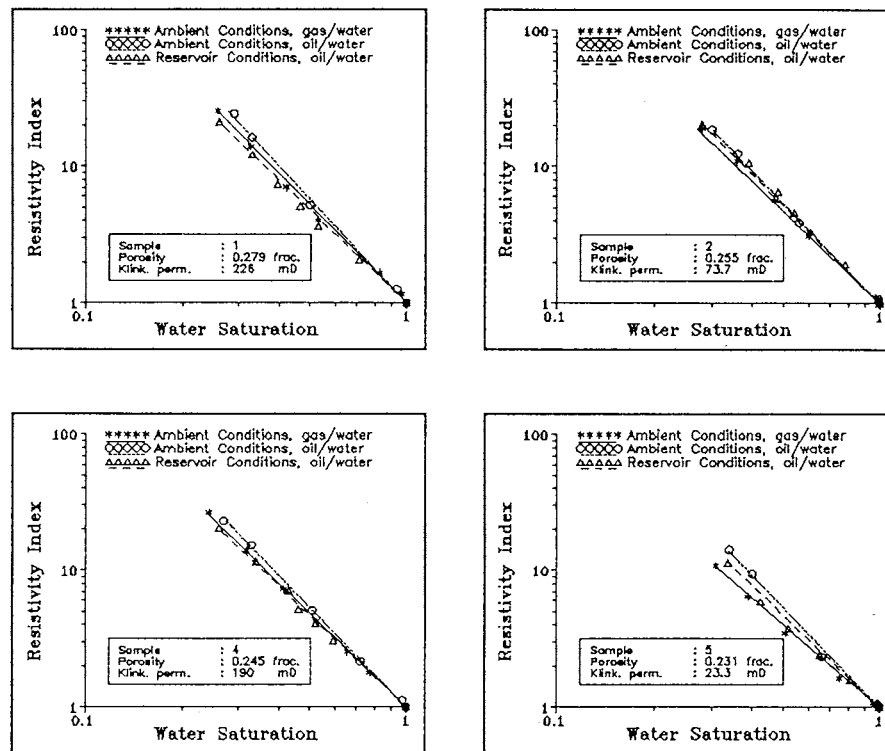 100
***** Ambient Conditions, gas/water
Ambient Conditions, oil/water
△△△△ Reservoir Conditions, oil/water
Resistivity Index
10
Sample : 1
Porosity : 0.279 frac.
Klink. perm. : 226 mD
1
0.1 Water Saturation 1
100
***** Ambient Conditions, gas/water
Ambient Conditions, oil/water
△△△△ Reservoir Conditions, oil/water
Resistivity Index
10
Sample : 2
Porosity : 0.255 frac.
Klink. perm. : 73.7 mD
1
0.1 Water Saturation 1
100
***** Ambient Conditions, gas/water
Ambient Conditions, oil/water
△△△△ Reservoir Conditions, oil/water
Resistivity Index
10
Sample : 4
Porosity : 0.245 frac.
Klink. perm. : 190 mD
1
0.1 Water Saturation 1
100
***** Ambient Conditions, gas/water
Ambient Conditions, oil/water
△△△△ Reservoir Conditions, oil/water
Resistivity Index
10
Sample : 5
Porosity : 0.231 frac.
Klink. perm. : 23.3 mD
1
0.1 Water Saturation 1